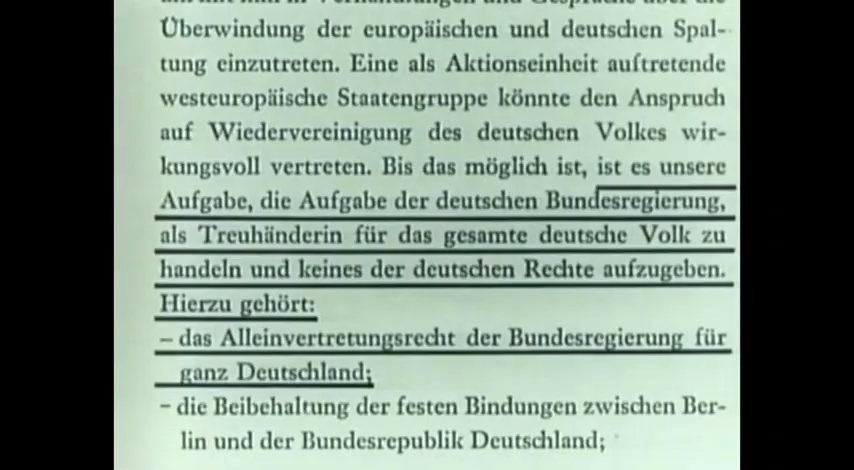 Überwindung der europäischen und deutschen Spal-
tung einzutreten. Eine als Aktionseinheit auftretende
westeuropäische Staatengruppe könnte den Anspruch
auf Wiedervereinigung des deutschen Volkes wir-
kungsvoll vertreten. Bis das möglich ist, ist es unsere
Aufgabe, die Aufgabe der deutschen Bundesregierung,
als Treuhänderin für das gesamte deutsche Volk zu
handeln und keines der deutschen Rechte aufzugeben.
Hierzu gehört:
– das Alleinvertretungsrecht der Bundesregierung für
ganz Deutschland;
– die Beibehaltung der festen Bindungen zwischen Ber-
lin und der Bundesrepublik Deutschland;